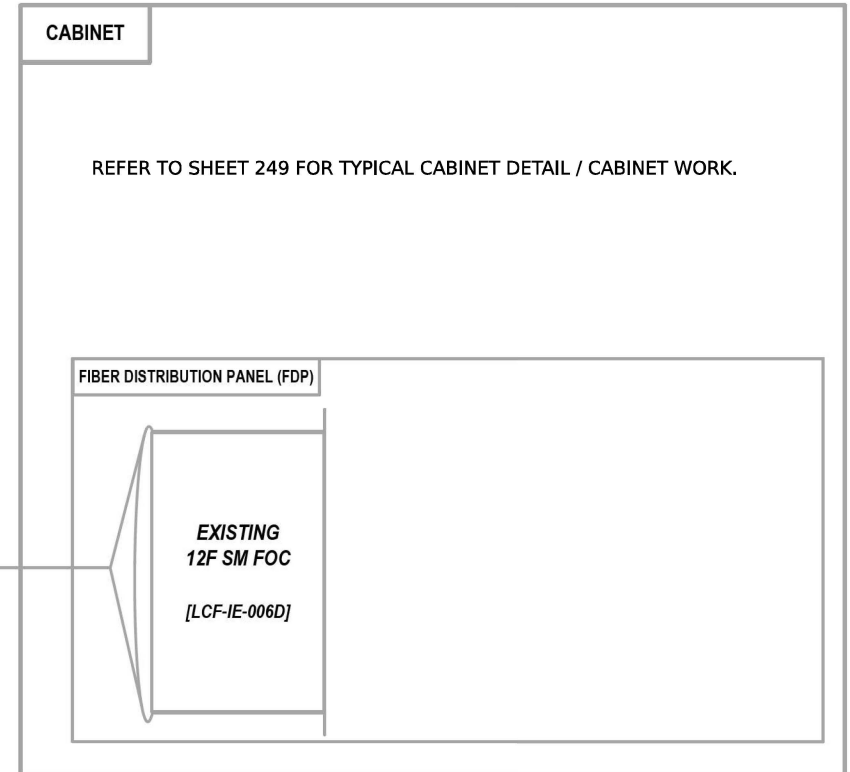 CABINET
REFER TO SHEET 249 FOR TYPICAL CABINET DETAIL / CABINET WORK.
FIBER DISTRIBUTION PANEL (FDP)
EXISTING
12F SM FOC
[LCF-IE-006D]